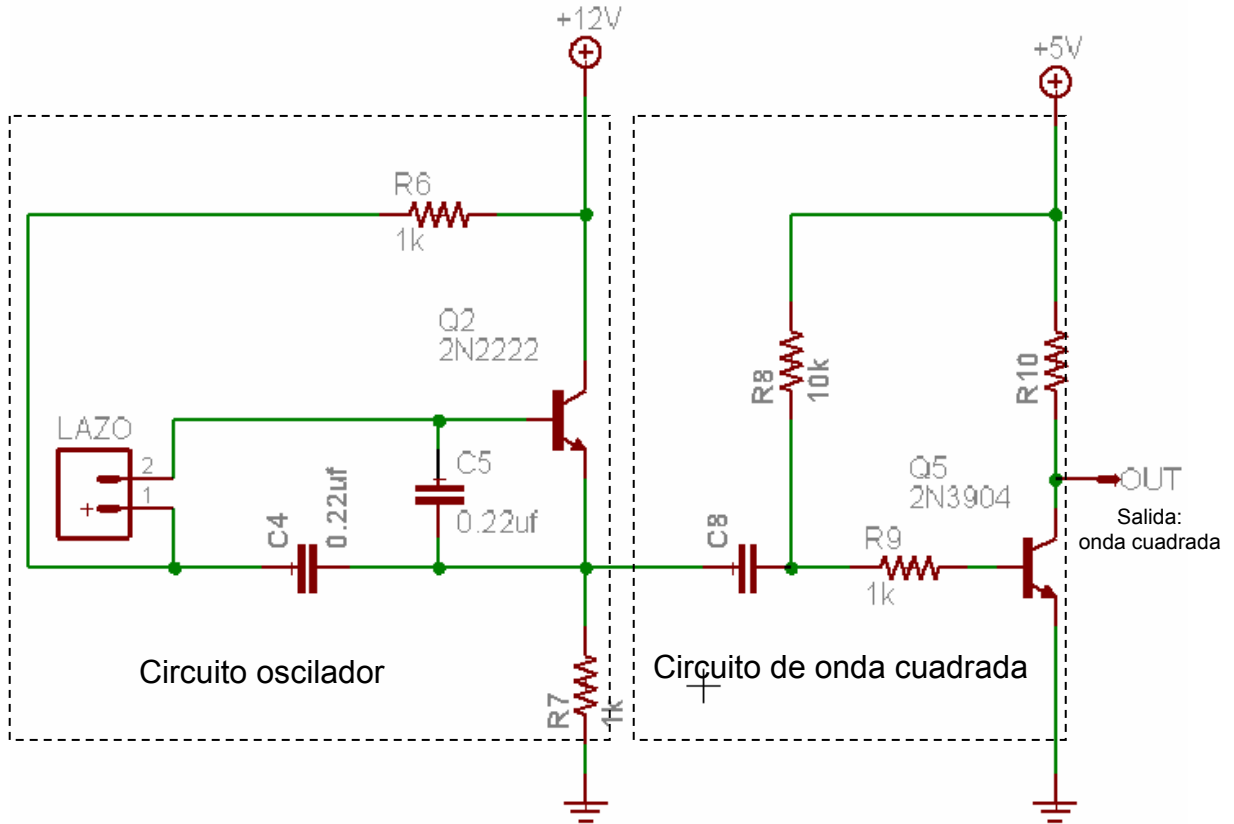 +12V
+5V
R6
1k
Q2
2N2222
R8
10k
R10
LAZO
2
1
+
C5
0.22uf
C4
0.22uf
Q5
2N3904
OUT
Salida:
onda cuadrada
C8
R9
1k
Circuito oscilador
Circuito de onda cuadrada
R7
1k